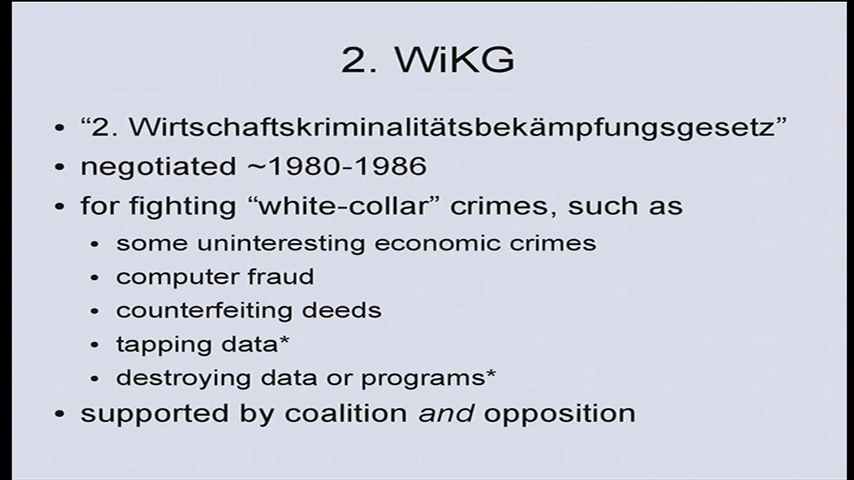 2. WiKG
• “2. Wirtschaftskriminalitätsbekämpfungsgesetz”
• negotiated ~1980-1986
• for fighting “white-collar” crimes, such as
• some uninteresting economic crimes
• computer fraud
• counterfeiting deeds
• tapping data*
• destroying data or programs*
• supported by coalition and opposition